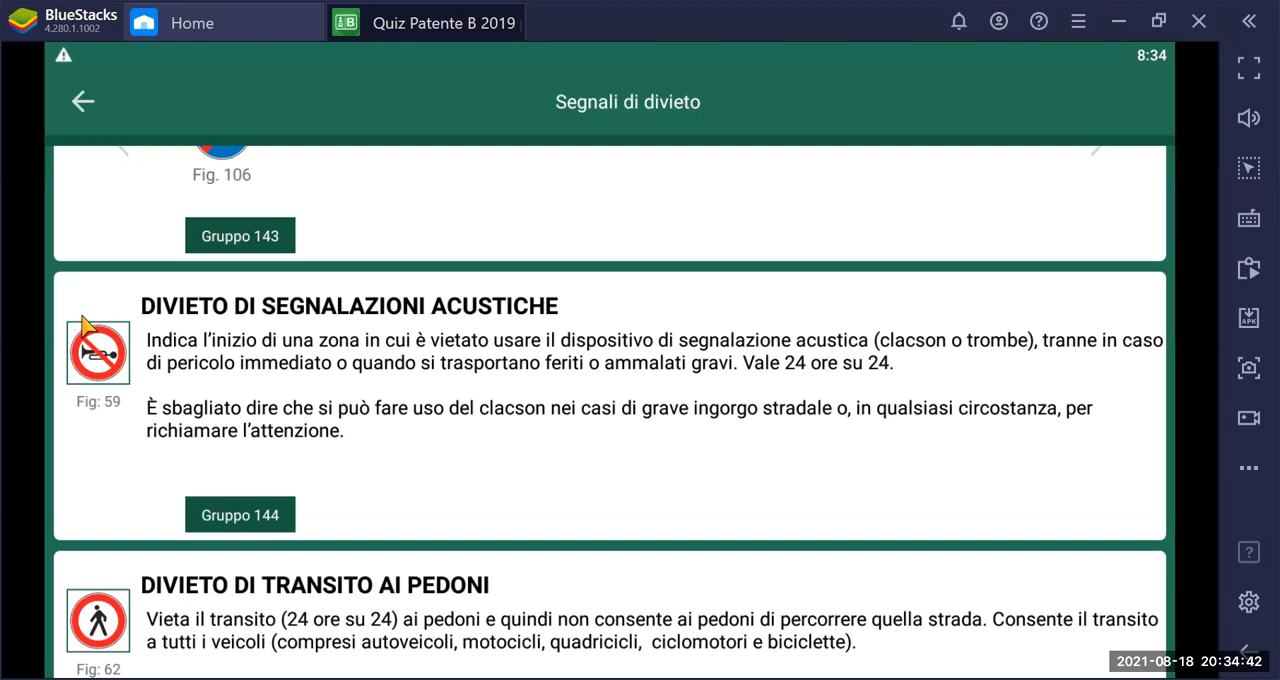 BlueStacks
4.280.1.1002
Home
Quiz Patente B 2019
8:34
Segnali di divieto
Fig. 106
Gruppo 143
DIVIETO DI SEGNALAZIONI ACUSTICHE
Indica l'inizio di una zona in cui è vietato usare il dispositivo di segnalazione acustica (clacson o trombe), tranne in caso
di pericolo immediato o quando si trasportano feriti o ammalati gravi. Vale 24 ore su 24.
Fig: 59
È sbagliato dire che si può fare uso del clacson nei casi di grave ingorgo stradale o, in qualsiasi circostanza, per
richiamare l'attenzione.
Gruppo 144
DIVIETO DI TRANSITO AI PEDONI
Vieta il transito (24 ore su 24) ai pedoni e quindi non consente ai pedoni di percorrere quella strada. Consente il transito
a tutti i veicoli (compresi autoveicoli, motocicli, quadricicli, ciclomotori e biciclette).
Fig: 62
2021-08-18 20:34:42